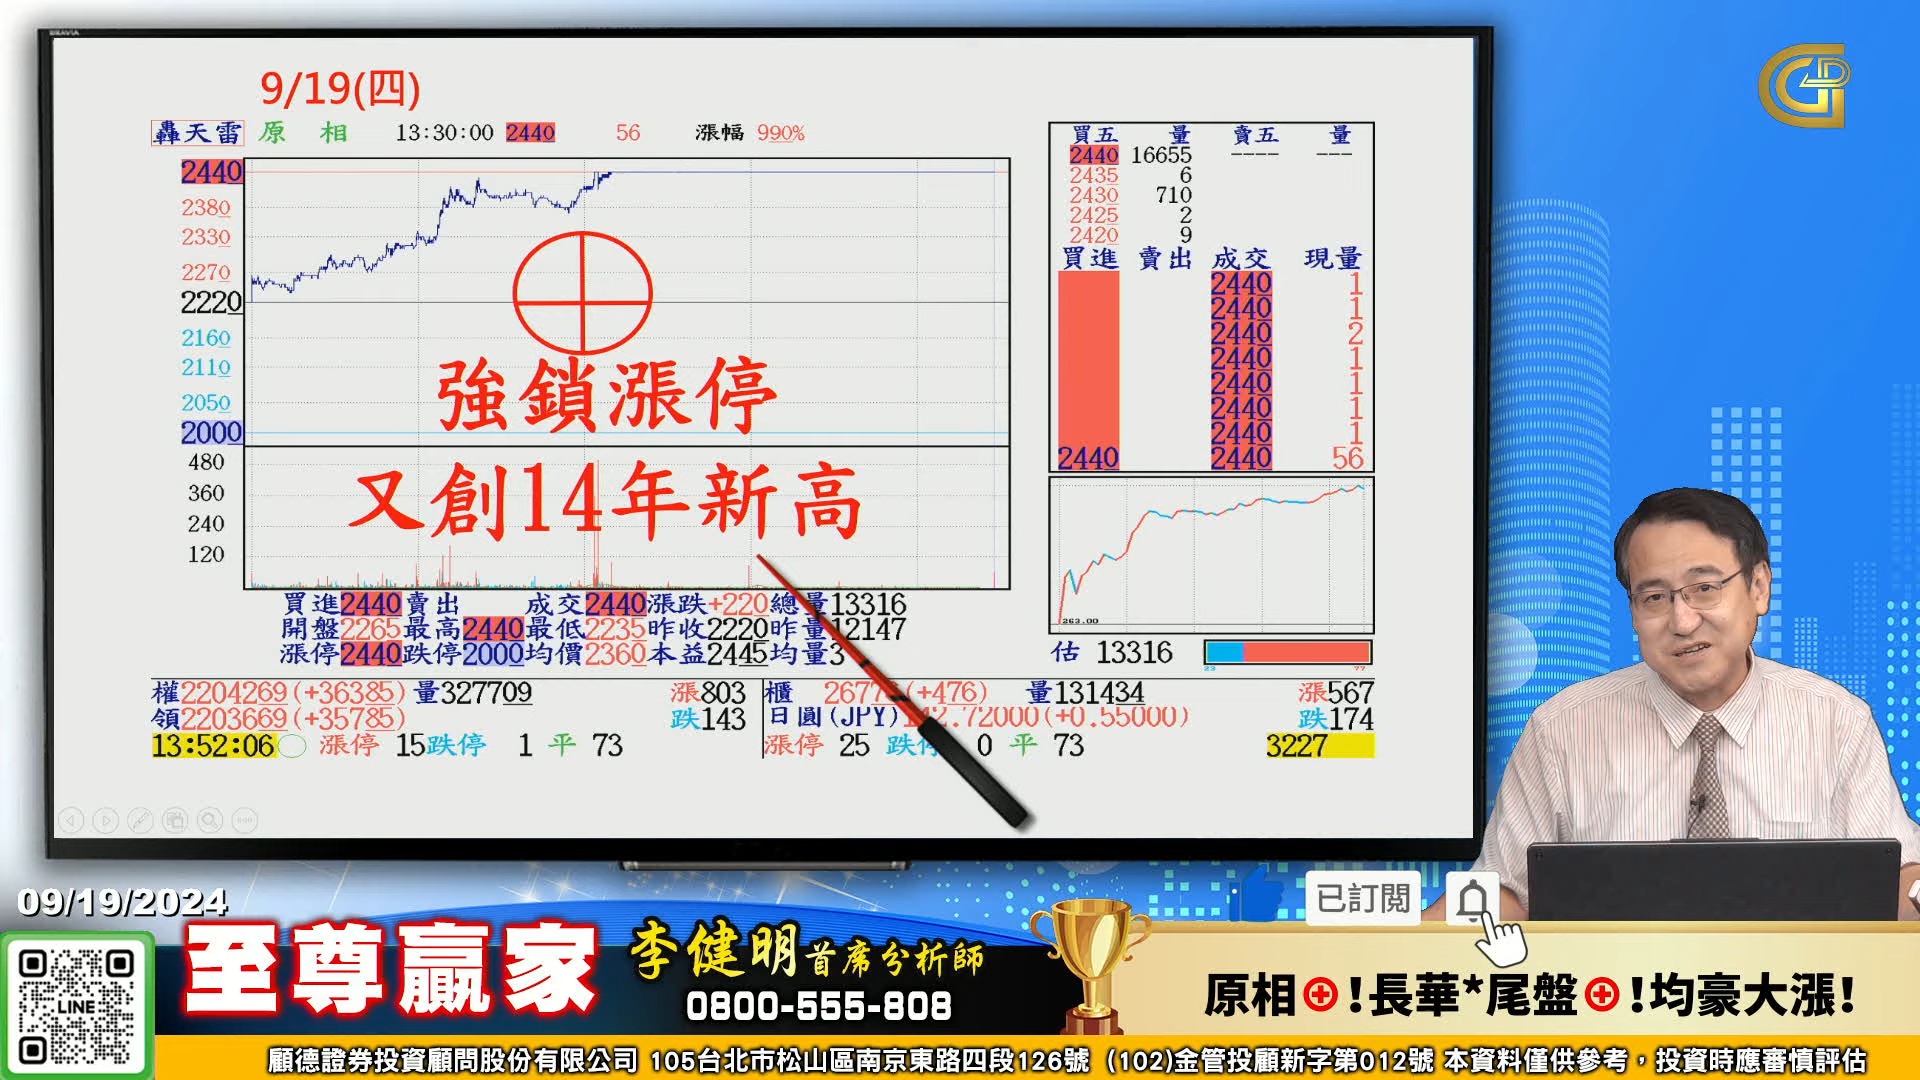 9/19(四)
轟天雷 原 相 13:30:00 2440 56 漲幅 990%
2440
2380
2330
2270
2220
2160
2110
2050
2000
480
360
240
120
強鎖漲停
又創14年新高
買五 量 賣五 量
2440 16655 ---- ---
2435 6
2430 710
2425 2
2420 9
買進 賣出 成交 現量
2440 1
2440 1
2440 2
2440 1
2440 1
2440 1
2440 1
2440 2440 56
263.00
估 13316
23 77
買進2440賣出 成交2440漲跌+220總量13316
開盤2265最高2440最低2235昨收2220昨量12147
漲停2440跌停2000均價2360本益2445均量3
權2204269(+36385)量327709 漲803
領2203669(+35785) 跌143
13:52:06 漲停 15跌停 1 平 73
櫃 2677 (+476) 量131434 漲567
日圓(JPY) .72000(+0.55000) 跌174
漲停 25 跌停 0 平 73 3227
已訂閱
09/19/2024
至尊贏家
李健明首席分析師
0800-555-808
LINE
原相⊕!長華*尾盤⊕!均豪大漲!
顧德證券投資顧問股份有限公司 105台北市松山區南京東路四段126號 (102)金管投顧新字第012號 本資料僅供參考，投資時應審慎評估